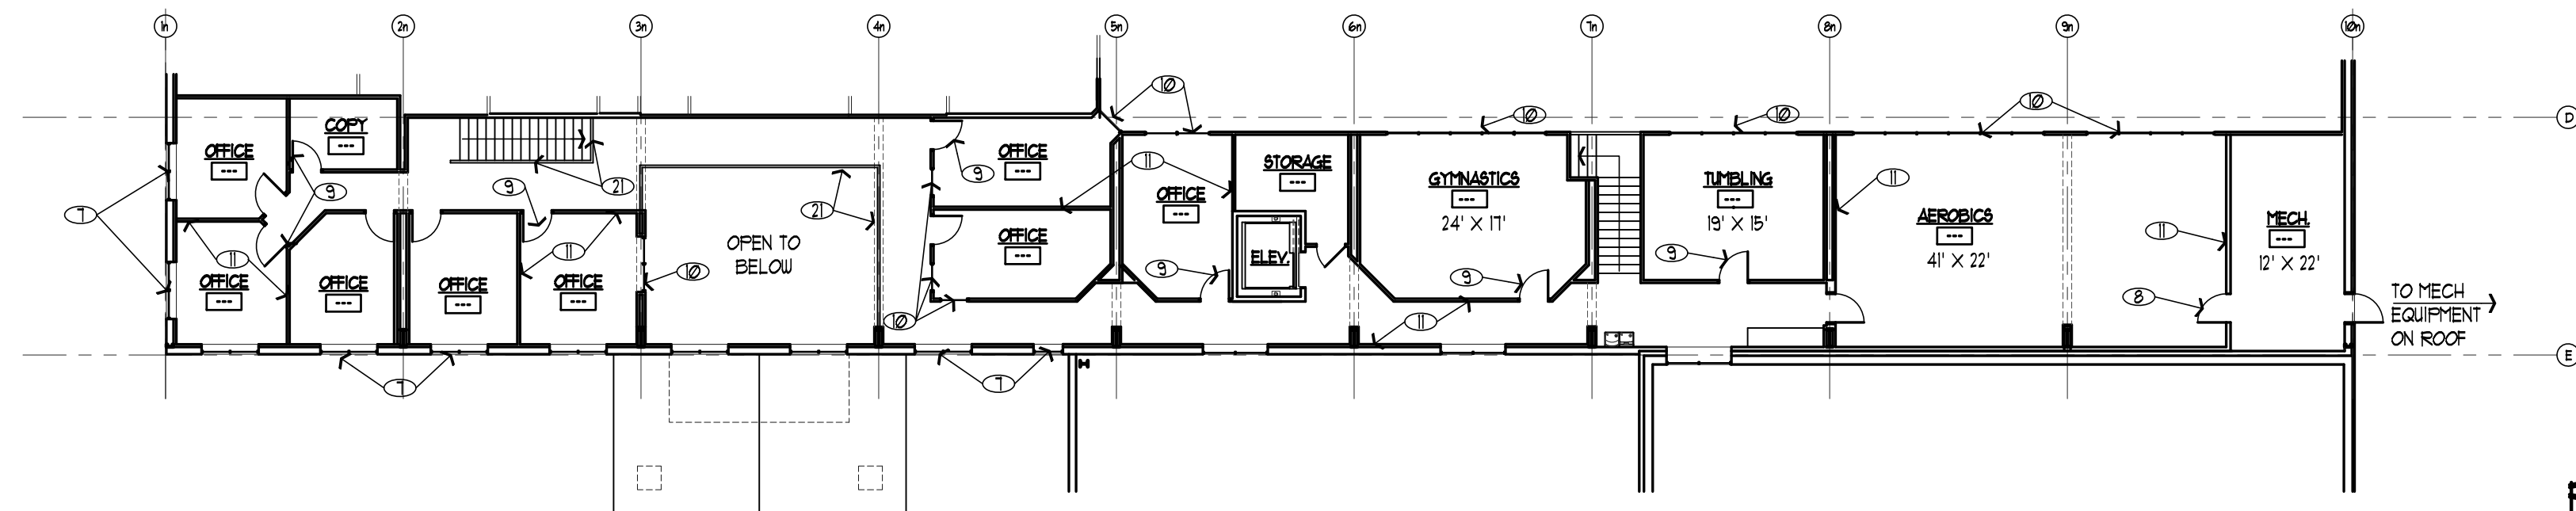 1n 2n 3n 4n 5n 6n 7n 8n 9n 10n
10
10
10
10
D
COPY
---
OFFICE
---
9
9
21
OFFICE
---
9
11
STORAGE
---
GYMNASTICS
---
24' X 17'
TUMBLING
---
19' X 15'
11
7
21
OFFICE
---
AEROBICS
---
41' X 22'
11
MECH.
---
12' X 22'
OPEN TO
BELOW
OFFICE
---
ELEV.
9
11
11
10
9
9
8
OFFICE
---
OFFICE
---
OFFICE
---
OFFICE
---
10
11
TO MECH
EQUIPMENT
ON ROOF
E
7
7